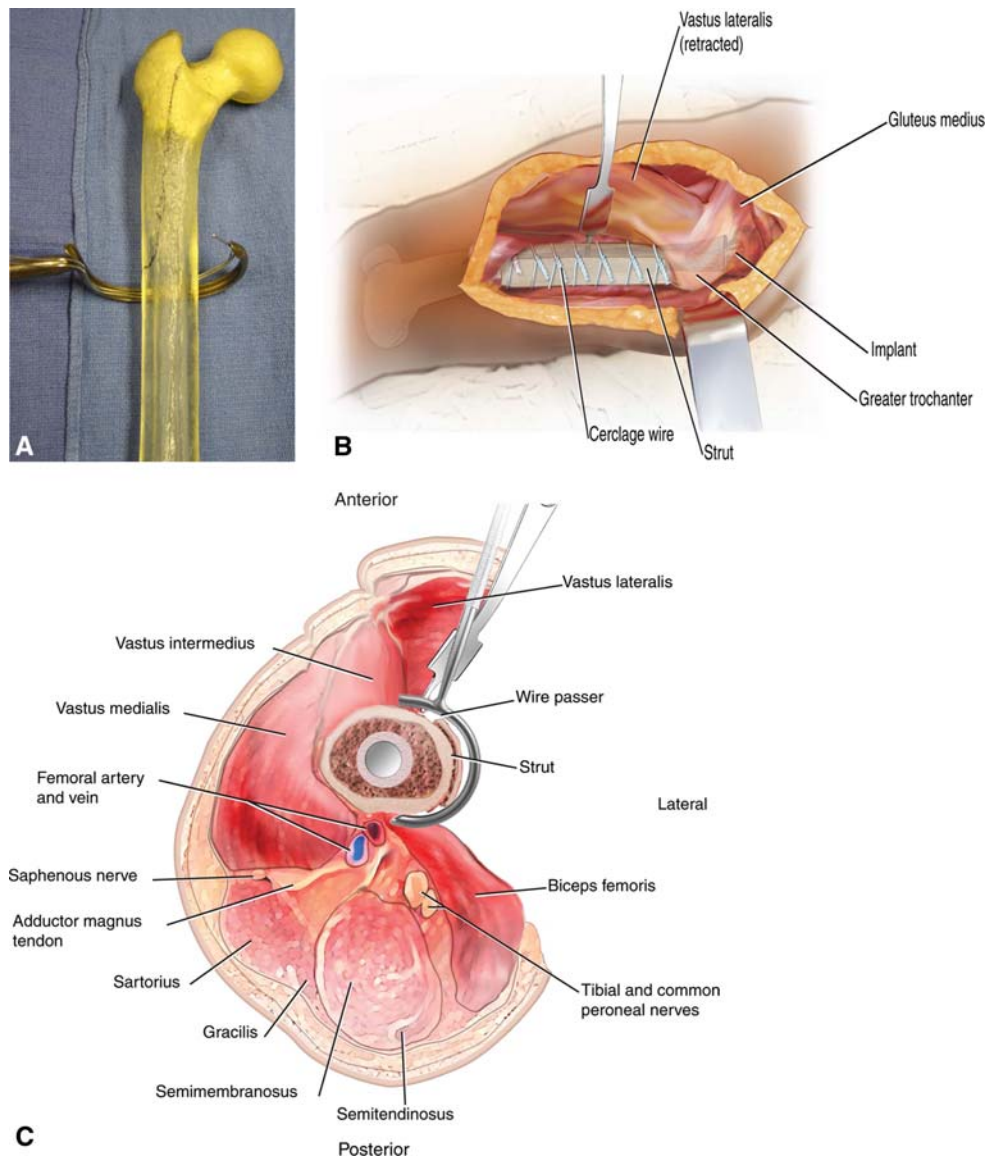 Vastus lateralis
(retracted)
Gluteus medius
Implant
Greater trochanter
Cerclage wire
Strut
A
B
Anterior
Vastus lateralis
Vastus intermedius
Wire passer
Vastus medialis
Strut
Femoral artery
and vein
Lateral
Saphenous nerve
Biceps femoris
Adductor magnus
tendon
Sartorius
Tibial and common
peroneal nerves
Gracilis
Semimembranosus
Semitendinosus
C
Posterior